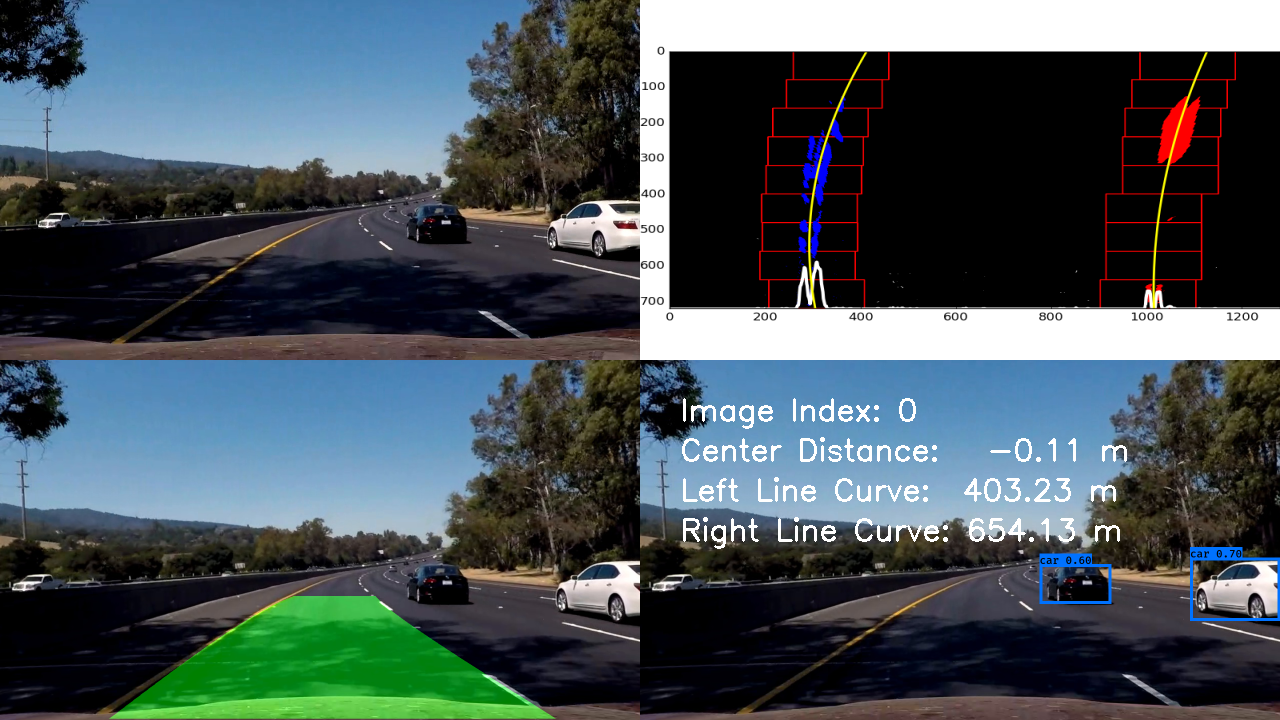 0
100
200
300
400
500
600
700
0 200 400 600 800 1000 1200
Image Index: 0
Center Distance: −0.11 m
Left Line Curve: 403.23 m
Right Line Curve: 654.13 m
car 0.60
car 0.70